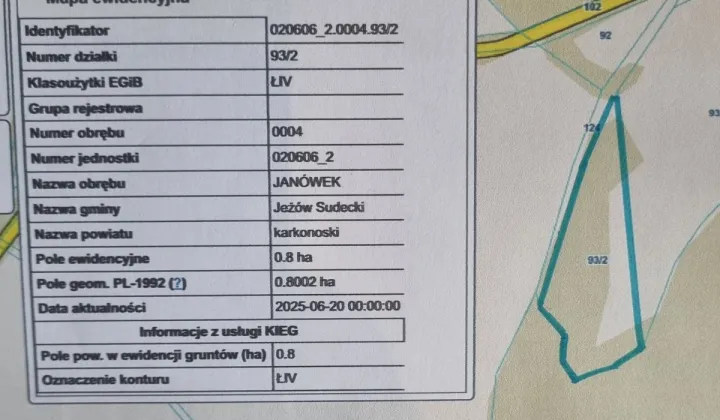 Mapa ewidencyjna
Identyfikator 020606_2.0004.93/2
Numer działki 93/2
Klasoużytki EGiB ŁIV
Grupa rejestrowa
Numer obrębu 0004
Numer jednostki 020606_2
Nazwa obrębu JANÓWEK
Nazwa gminy Jeżów Sudecki
Nazwa powiatu karkonoski
Pole ewidencyjne 0.8 ha
Pole geom. PL-1992 (?) 0.8002 ha
Data aktualności 2025-06-20 00:00:00
Informacje z usługi KIEG
Pole pow. w ewidencji gruntów (ha) 0.8
Oznaczenie konturu ŁIV
102
92
93/2